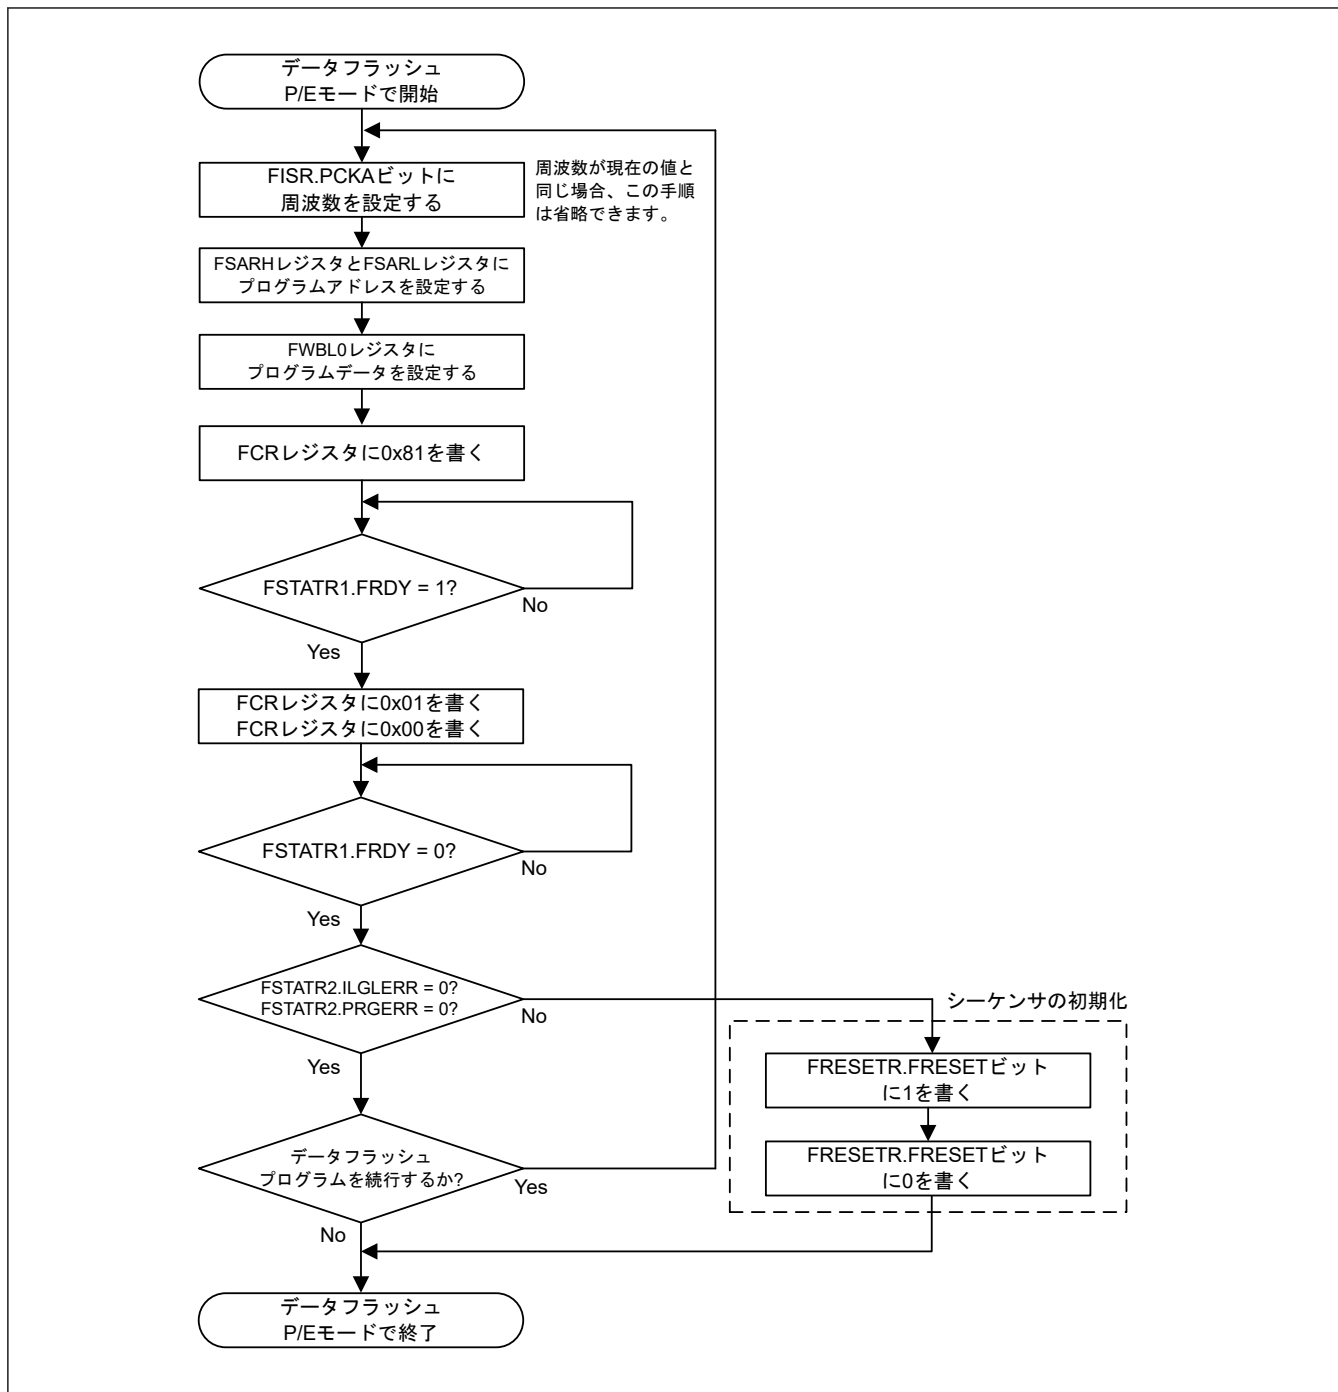 データフラッシュ
P/Eモードで開始
FISR.PCKAビットに
周波数を設定する
周波数が現在の値と
同じ場合、この手順
は省略できます。
FSARHレジスタとFSARLレジスタに
プログラムアドレスを設定する
FWBL0レジスタに
プログラムデータを設定する
FCRレジスタに0x81を書く
FSTATR1.FRDY = 1?
No
Yes
FCRレジスタに0x01を書く
FCRレジスタに0x00を書く
FSTATR1.FRDY = 0?
No
Yes
FSTATR2.ILGLERR = 0?
FSTATR2.PRGERR = 0?
No
Yes
シーケンサの初期化
FRESETR.FRESETビット
に1を書く
FRESETR.FRESETビット
に0を書く
データフラッシュ
プログラムを続行するか?
Yes
No
データフラッシュ
P/Eモードで終了